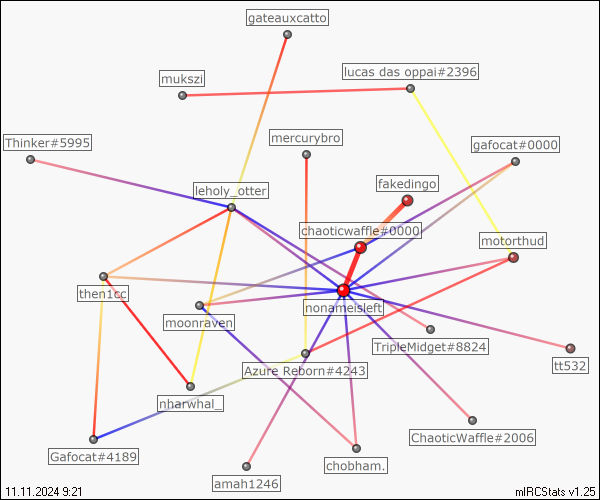 gateauxcatto
lucas das oppai#2396
mukszi
mercurybro
Thinker#5995
gafocat#0000
fakedingo
leholy_otter
chaoticwaffle#0000
motorthud
then1cc
nonameisleft
moonraven
TripleMidget#8824
tt532
Azure Reborn#4243
nharwhal_
ChaoticWaffle#2006
Gafocat#4189
chobham.
amah1246
11.11.2024 9:21
mIRCStats v1.25